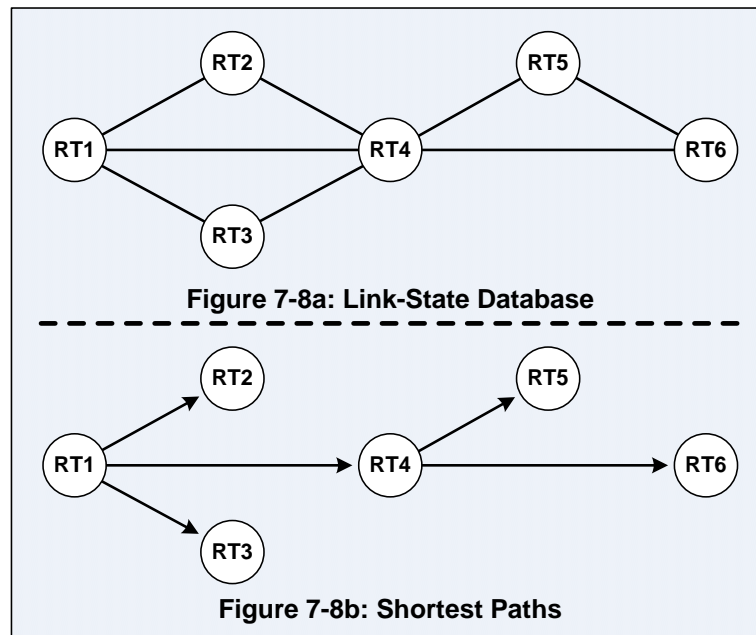 RT2
RT5
RT1
RT4
RT6
RT3
Figure 7-8a: Link-State Database
RT2
RT5
RT1
RT4
RT6
RT3
Figure 7-8b: Shortest Paths